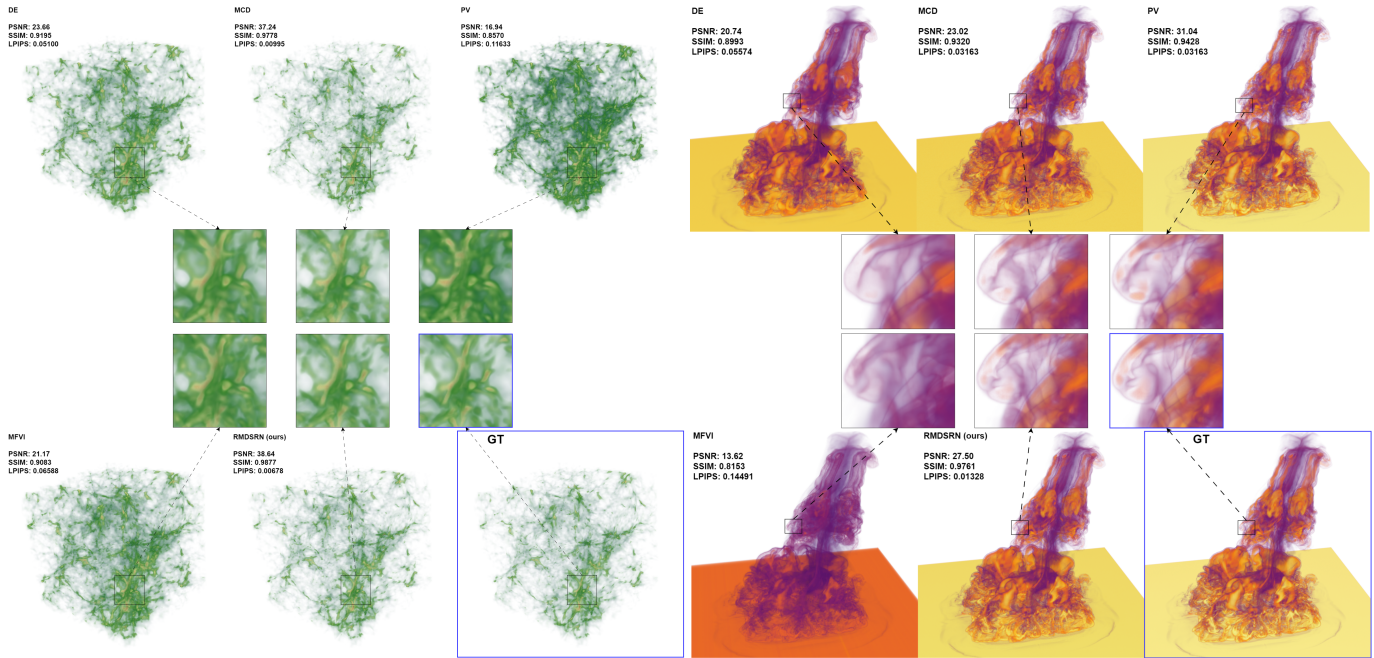 DE
PSNR: 23.66
SSIM: 0.9195
LPIPS: 0.05100
MCD
PSNR: 37.24
SSIM: 0.9778
LPIPS: 0.00995
PV
PSNR: 16.94
SSIM: 0.8570
LPIPS: 0.11633
MFVI
PSNR: 21.17
SSIM: 0.9083
LPIPS: 0.06588
RMDSRN (ours)
PSNR: 38.64
SSIM: 0.9877
LPIPS: 0.00678
GT
DE
PSNR: 20.74
SSIM: 0.8993
LPIPS: 0.05574
MCD
PSNR: 23.02
SSIM: 0.9320
LPIPS: 0.03163
PV
PSNR: 31.04
SSIM: 0.9428
LPIPS: 0.03163
MFVI
PSNR: 13.62
SSIM: 0.8153
LPIPS: 0.14491
RMDSRN (ours)
PSNR: 27.50
SSIM: 0.9761
LPIPS: 0.01328
GT